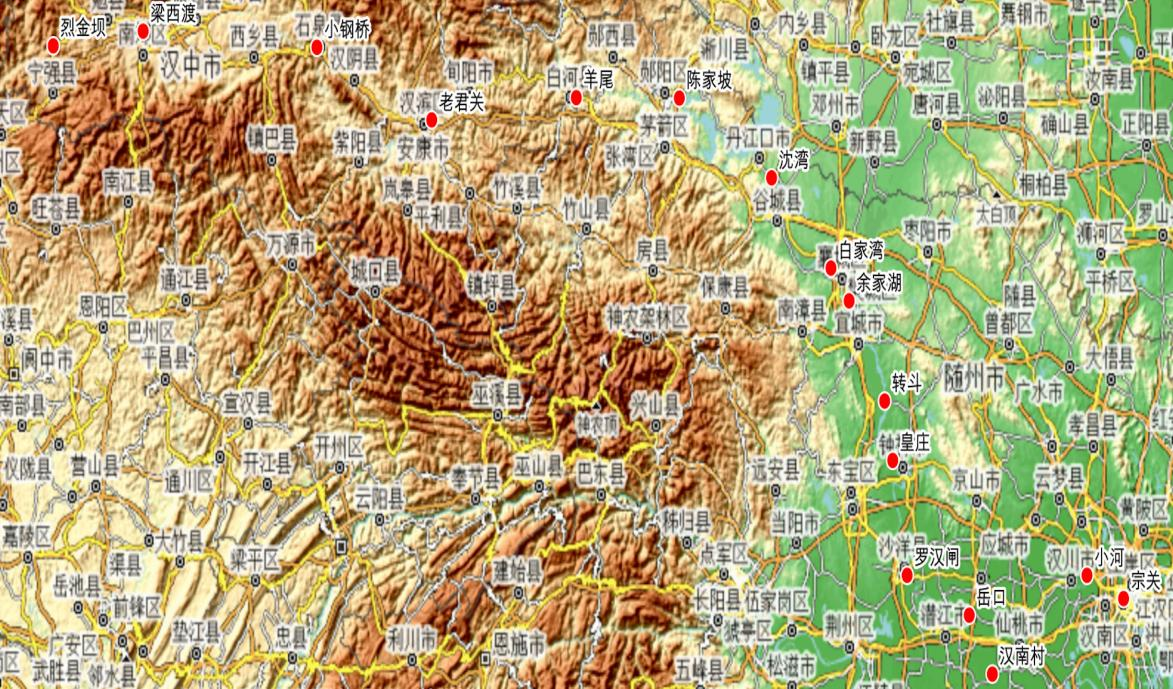 烈金坝
梁西渡
小钢桥
西乡县
汉阴县
汉中市
宁强县
郧西县
淅川县
内乡县
卧龙区
社旗县
舞钢市
旬阳市
白河
羊尾
郧阳区
陈家坡
镇平县
宛城区
汝南县
汉滨
老君关
茅箭区
邓州市
唐河县
泌阳县
确山县
正阳县
安康市
紫阳县
镇巴县
张湾区
丹江口市
沈湾
新野县
南江县
旺苍县
岚皋县
平利县
竹溪县
竹山县
谷城县
桐柏县
太白顶
罗山
万源市
城口县
房县
枣阳市
浉河区
白家湾
余家湖
通江县
恩阳区
镇坪县
保康县
南漳县
宜城市
随县
平桥区
巴州区
平昌县
阆中市
神农架林区
曾都区
大悟县
南部县
宣汉县
巫溪县
兴山县
神农顶
转斗
随州市
广水市
孝昌县
仪陇县
营山县
通川区
开江县
开州区
云阳县
奉节县
巫山县
巴东县
远安县
东宝区
皇庄
京山市
云梦县
黄陂区
嘉陵区
大竹县
梁平区
秭归县
当阳市
沙洋县
应城市
汉川市
小河
渠县
岳池县
前锋区
建始县
点军区
罗汉闸
宗关
长阳县
伍家岗区
猇亭区
荆州区
潜江市
岳口
仙桃市
江汉
汉南区
广安区
垫江县
忠县
利川市
恩施市
武胜县
邻水县
五峰县
松滋市
汉南村